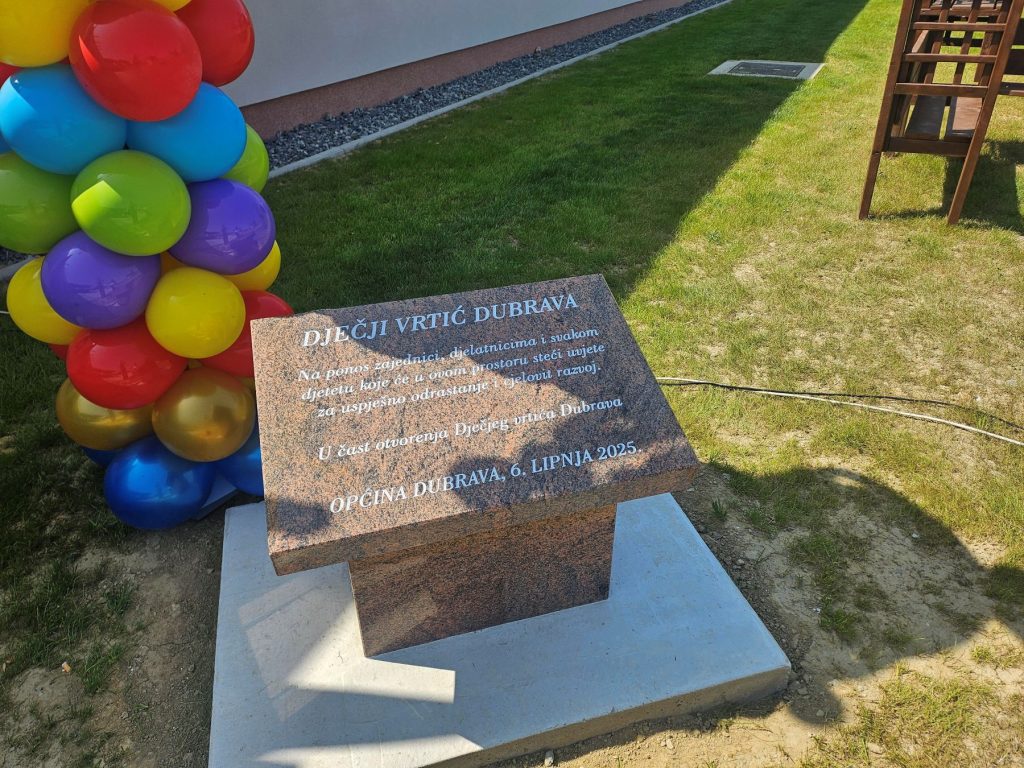 DJEČJI VRTIĆ DUBRAVA
Na ponos zajednici, djelatnicima i svakom
djetetu koje će u ovom prostoru steći uvjete
za uspješno odrastanje i cjelovit razvoj.
U čast otvorenja Dječjeg vrtića Dubrava
OPĆINA DUBRAVA, 6. LIPNJA 2025.